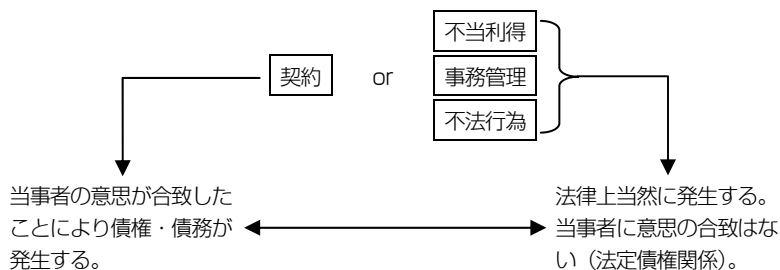 不当利得
契約 or 事務管理
不法行為
当事者の意思が合致した
ことにより債権・債務が
発生する。
法律上当然に発生する。
当事者に意思の合致はな
い（法定債権関係）。